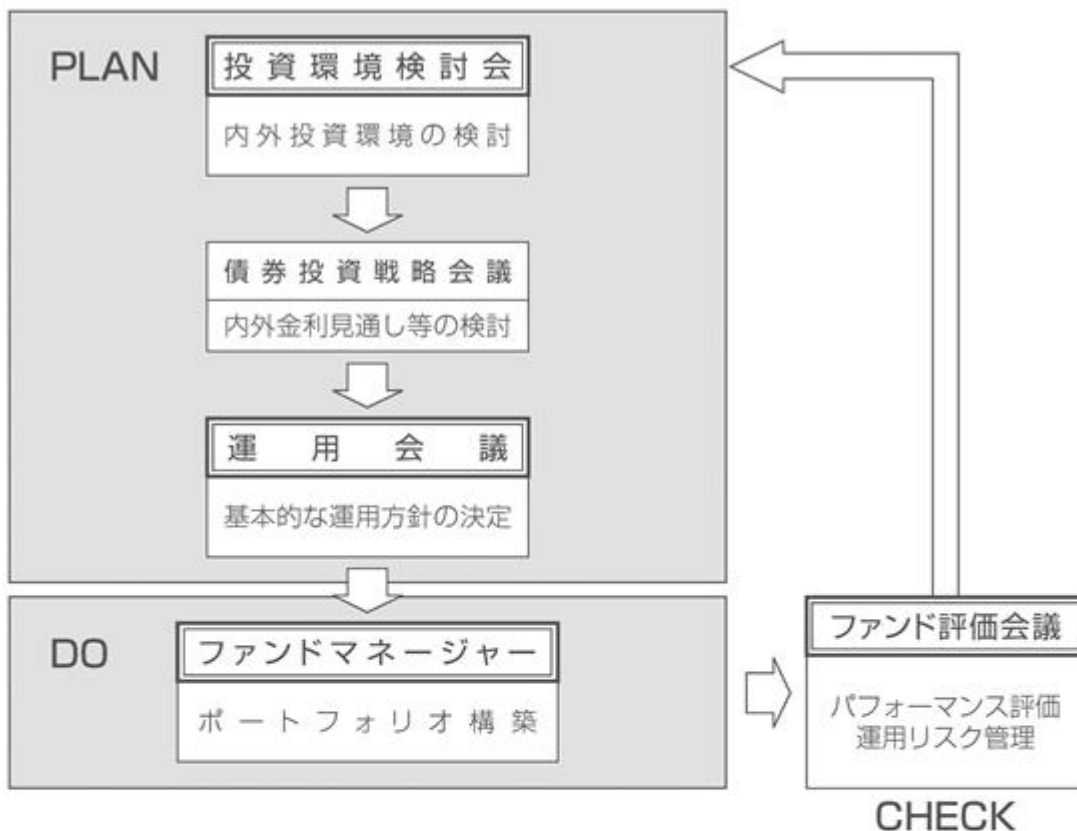 PLAN
投資環境検討会
内外投資環境の検討
債券投資戦略会議
内外金利見通し等の検討
運用会議
基本的な運用方針の決定
DO
ファンドマネージャー
ポートフォリオ構築
ファンド評価会議
パフォーマンス評価
運用リスク管理
CHECK